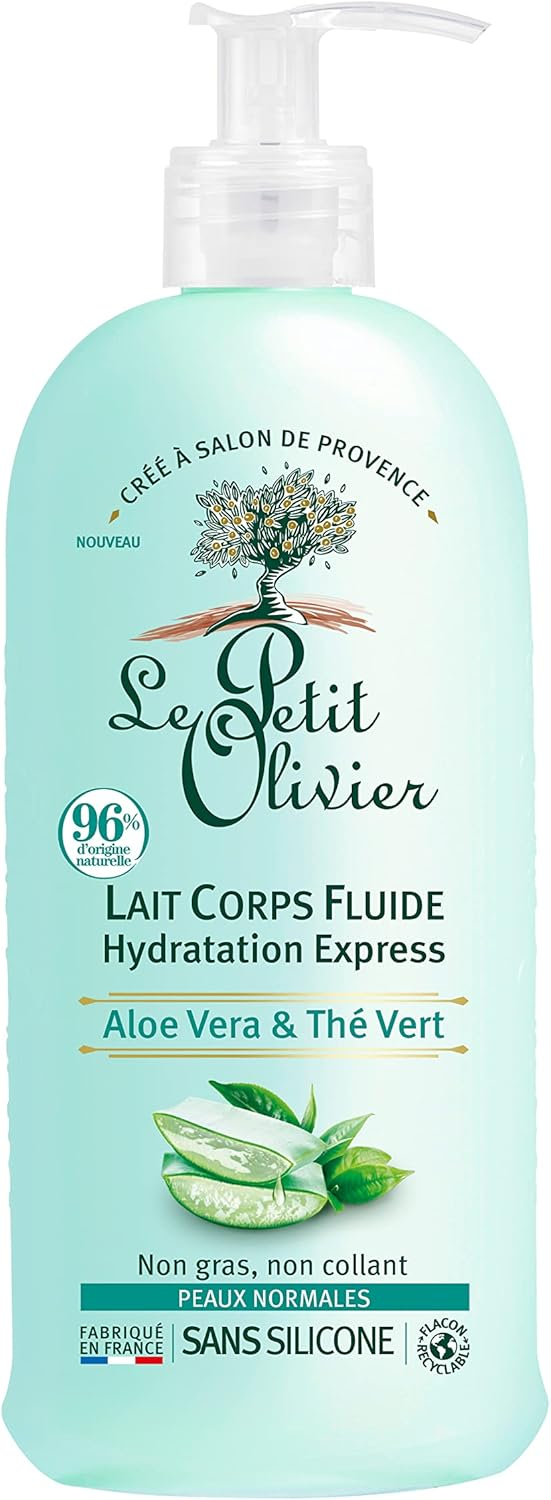 CRÉÉ À SALON DE PROVENCE
NOUVEAU
Le Petit
Olivier
96%
d'origine
naturelle
LAIT CORPS FLUIDE
Hydratation Express
Aloe Vera & Thé Vert
Non gras, non collant
PEAUX NORMALES
FABRIQUÉ
EN FRANCE
SANS SILICONE
FLACON
RECYCLABLE